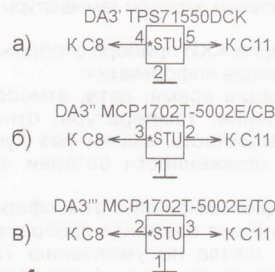 DA3' TPS71550DCK
а) К С8 4 *STU 5 К С11
2
DA3'' MCP1702T-5002E/CB
б) К С8 3 *STU 2 К С11
1
DA3''' MCP1702T-5002E/TO
в) К С8 2 *STU 3 К С11
1